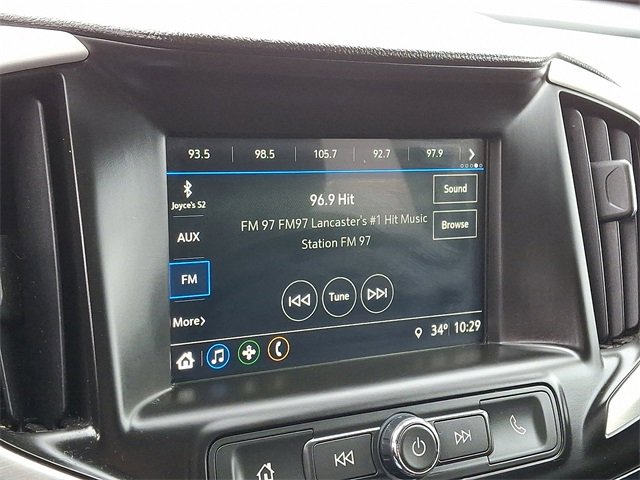 93.5 98.5 105.7 92.7 97.9
Joyce's S2
AUX
FM
More
96.9 Hit
FM 97 FM97 Lancaster's #1 Hit Music
Station FM 97
Sound
Browse
Tune
34° 10:29